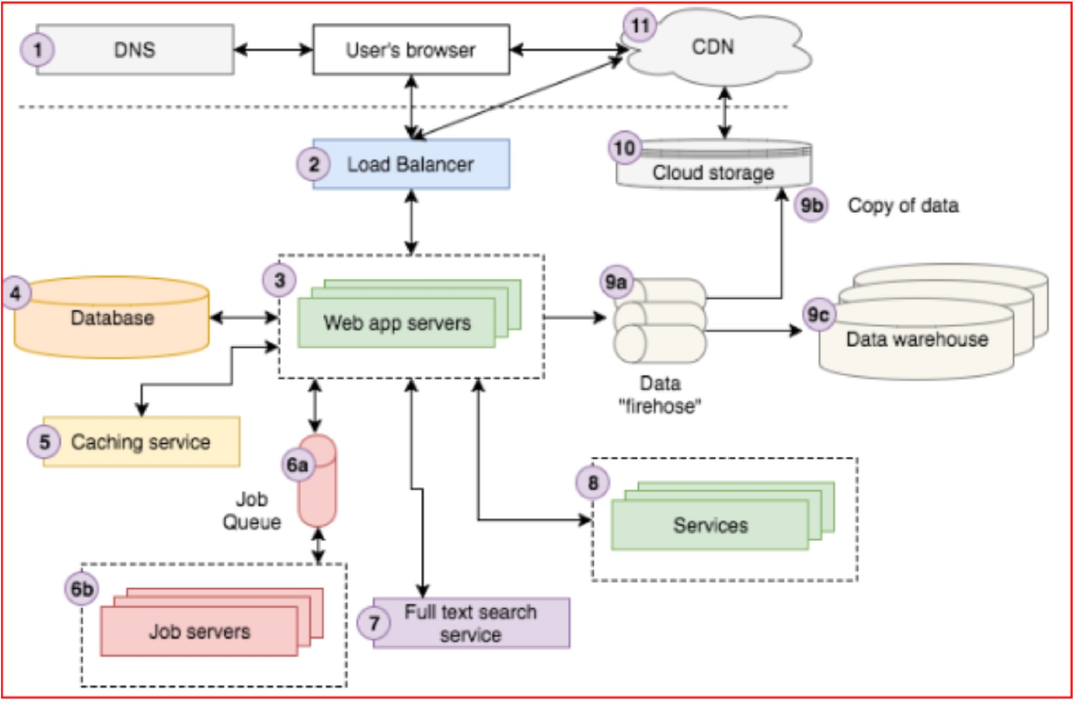 1 DNS
User's browser
11
CDN
2 Load Balancer
10
Cloud storage
9b Copy of data
3
Web app servers
4
Database
9a
Data
"firehose"
9c
Data warehouse
5 Caching service
6a
Job
Queue
8
Services
6b
Job servers
7
Full text search
service